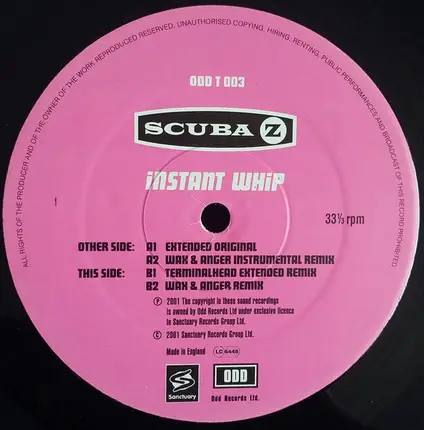 ALL RIGHTS OF THE PRODUCER AND OF THE OWNER OF THE WORK REPRODUCED RESERVED. UNAUTHORISED COPYING, HIRING, RENTING, PUBLIC PERFORMANCES AND BROADCAST OF THIS RECORD PROHIBITED
ODD T 003
SCUBA Z
iNSTANT WHiP
33⅓ rpm
OTHER SIDE: A1 EXTENDED ORIGINAL
A2 WAX & ANGER INSTRUMENTAL REMIX
THIS SIDE: B1 TERMINALHEAD EXTENDED REMIX
B2 WAX & ANGER REMIX
℗ 2001 The copyright in these sound recordings
is owned by Odd Records Ltd under exclusive licence
to Sanctuary Records Group Ltd.
© 2001 Sanctuary Records Group Ltd.
Made in England LC 6448
S ODD
Sanctuary Odd Records Ltd.